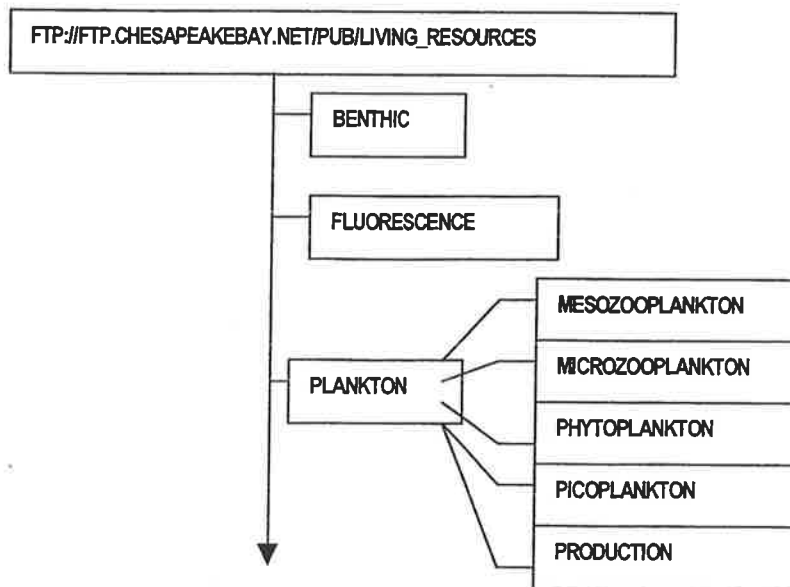 FTP://FTP.CHESAPEAKEBAY.NET/PUB/LIVING_RESOURCES
BENTHIC
FLUORESCENCE
PLANKTON
MESOZOOPLANKTON
MICROZOOPLANKTON
PHYTOPLANKTON
PICOPLANKTON
PRODUCTION